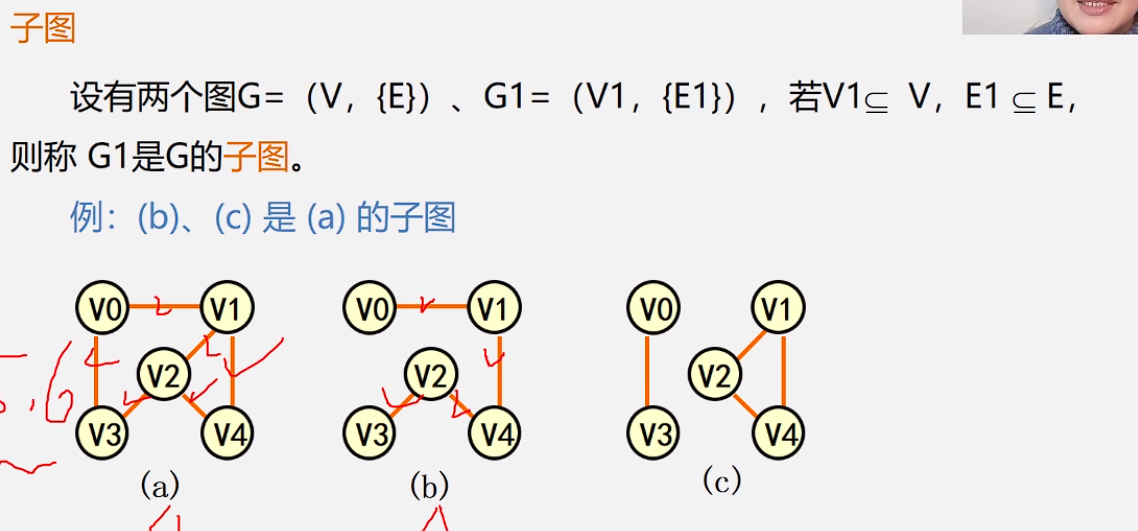 子图
设有两个图G=（V，{E}）、G1=（V1，{E1}），若V1⊆ V，E1 ⊆ E，
则称 G1是G的子图。
例：(b)、(c) 是 (a) 的子图
V0 V1 V0 V1 V0 V1
V2 V2 V2
V3 V4 V3 V4 V3 V4
(a) (b) (c)